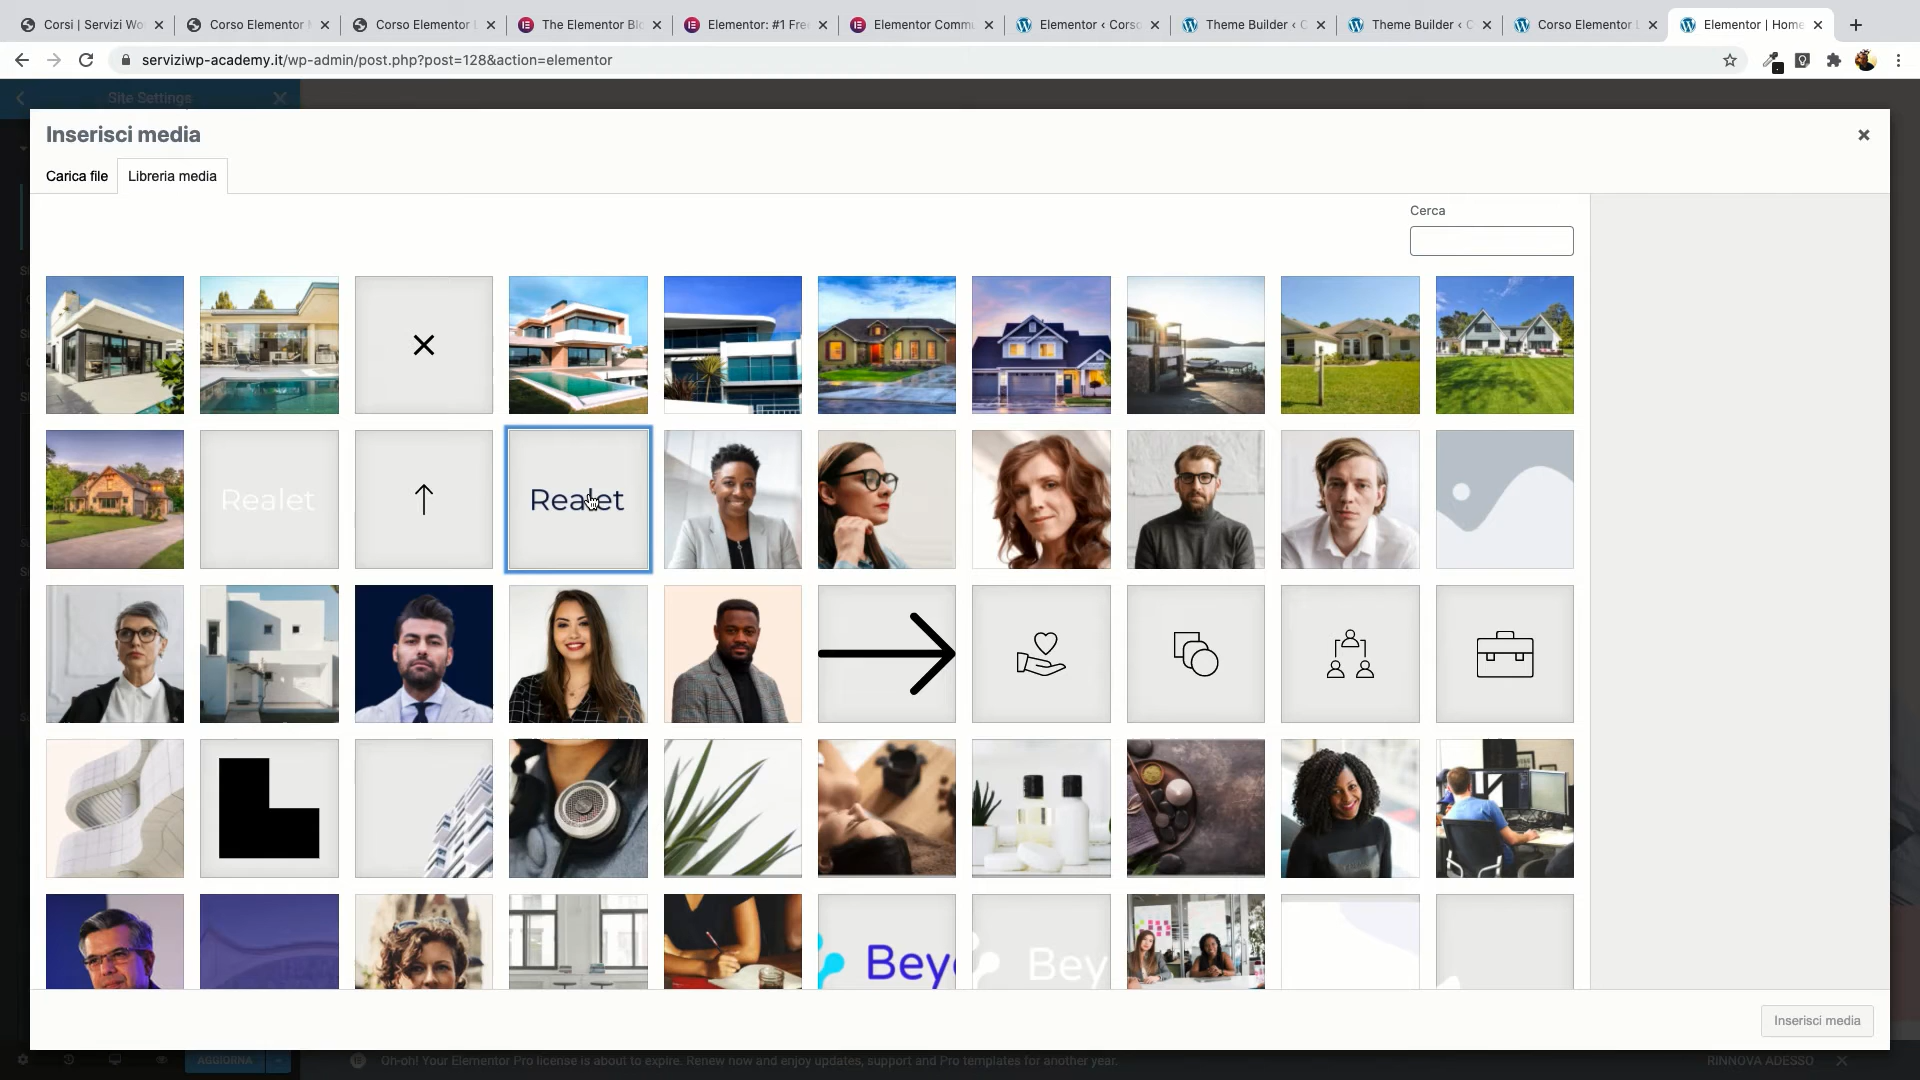 Corsi | Servizi Wo
Corso Elementor
Corso Elementor
The Elementor Blo
Elementor: #1 Fre
Elementor Commu
Elementor ‹ Corso
Theme Builder ‹ C
Theme Builder ‹ C
Corso Elementor
Elementor | Home
serviziwp-academy.it/wp-admin/post.php?post=128&action=elementor
Site Settings
Inserisci media
Carica file
Libreria media
Cerca
Realet
Realet
Bey
Bey
Inserisci media
AGGIORNA
Oh-oh! Your Elementor Pro license is about to expire. Renew now and enjoy updates, support and Pro templates for another year.
RINNOVA ADESSO